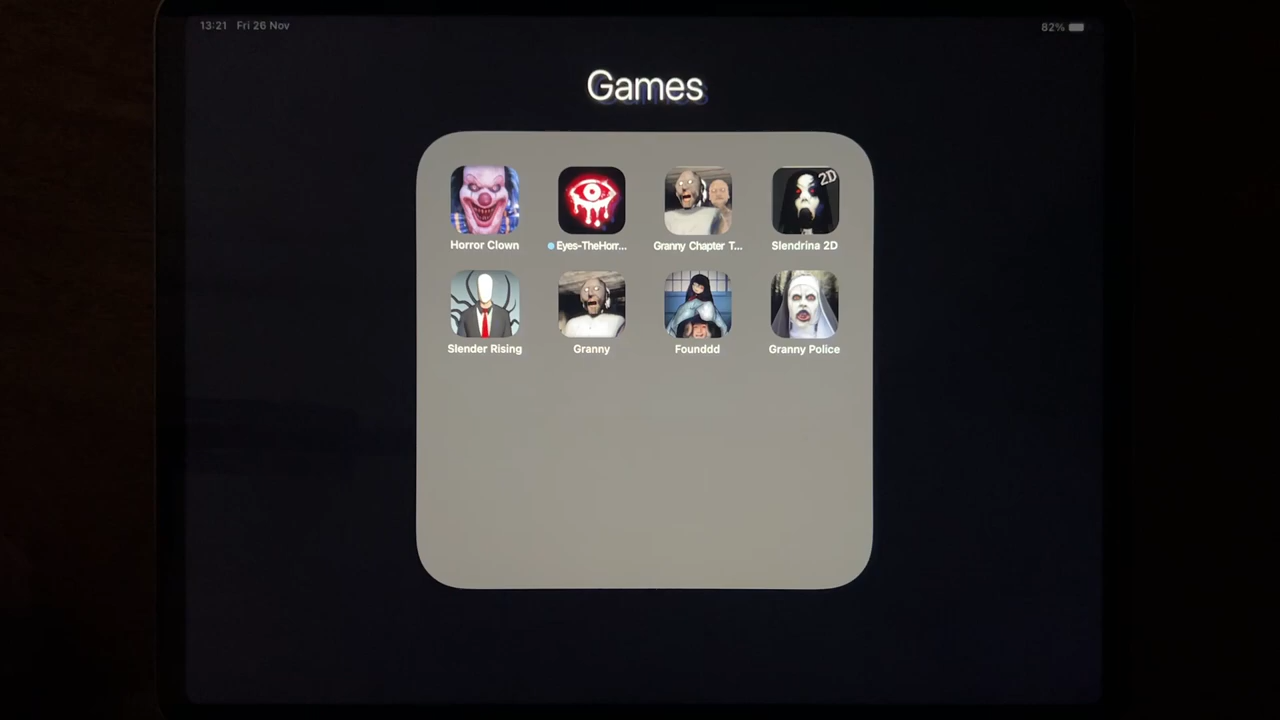 13:21 Fri 26 Nov
82%
Games
Horror Clown
Eyes-TheHorr...
Granny Chapter T...
2D
Slendrina 2D
Slender Rising
Granny
Founddd
Granny Police